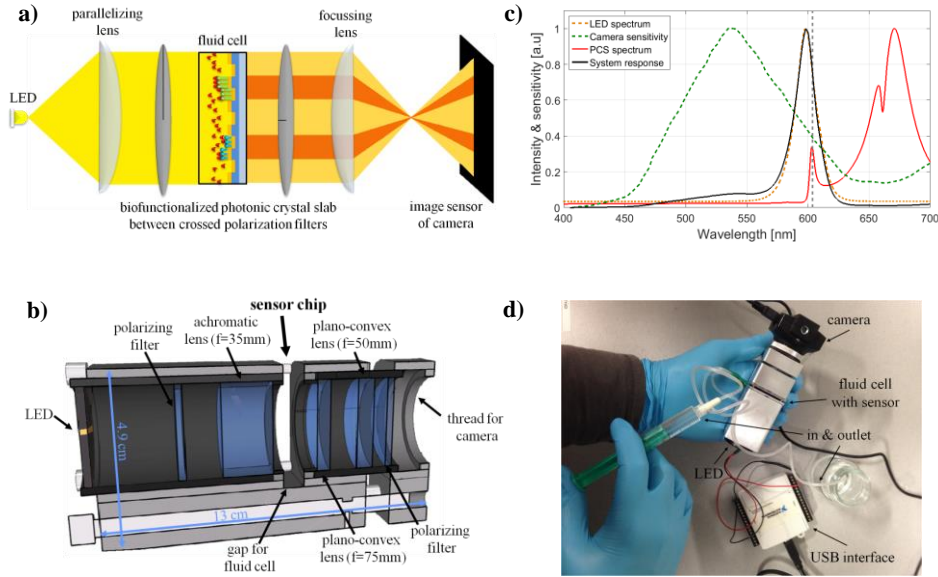 a)
parallelizing
lens
LED
fluid cell
focussing
lens
biofunctionalized photonic crystal slab
between crossed polarization filters
image sensor
of camera
c)
Intensity & sensitivity [a.u]
1
0.8
0.6
0.4
0.2
0
LED spectrum
Camera sensitivity
PCS spectrum
System response
400
450
500
550
600
650
700
Wavelength [nm]
b)
sensor chip
polarizing
filter
achromatic
lens (f=35mm)
plano-convex
lens (f=50mm)
LED
4.9 cm
thread for
camera
13 cm
gap for
fluid cell
plano-convex
lens (f=75mm)
polarizing
filter
d)
camera
fluid cell
with sensor
in & outlet
LED
USB interface